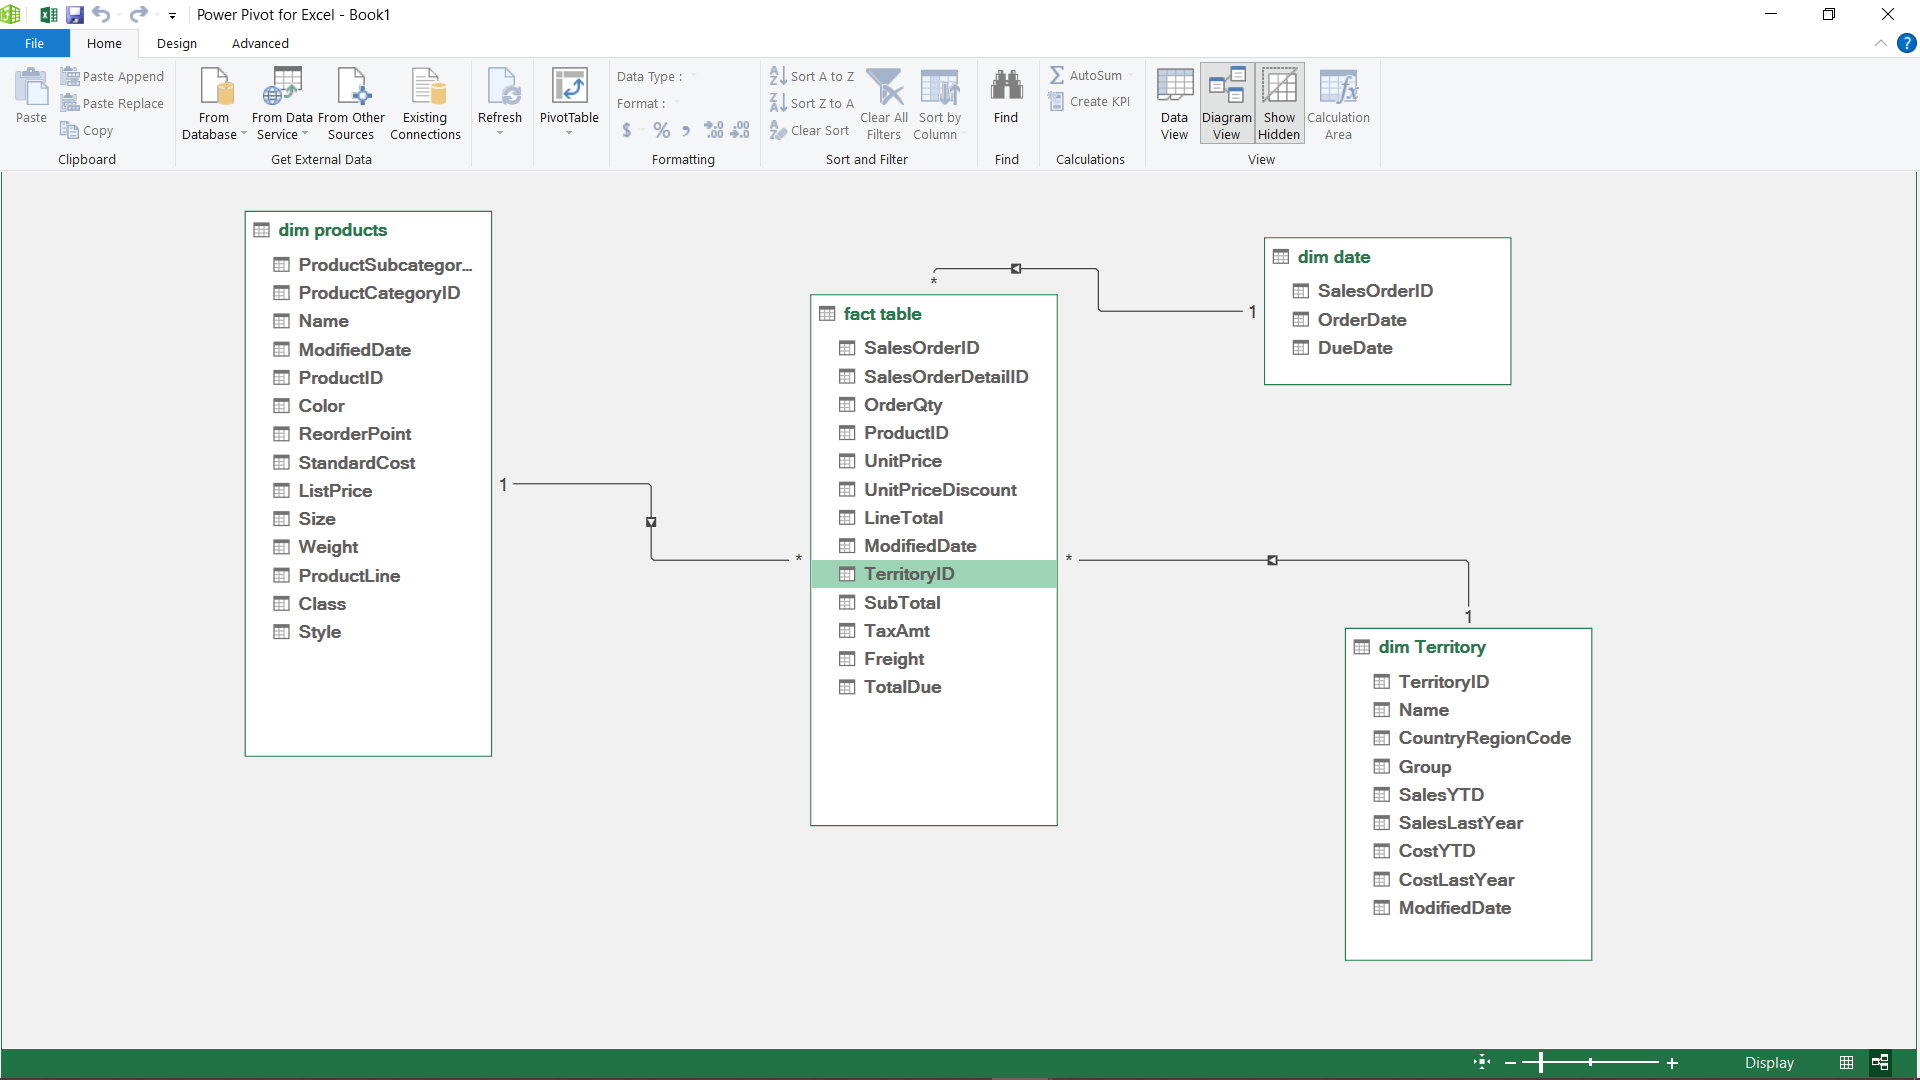 Power Pivot for Excel - Book1
File
Home
Design
Advanced
?
Paste
Paste Append
Paste Replace
Copy
Clipboard
From
Database
From Data
Service
From Other
Sources
Existing
Connections
Get External Data
Refresh
PivotTable
Data Type :
Format :
$ % ,
Formatting
Sort A to Z
Sort Z to A
Clear Sort
Clear All
Filters
Sort by
Column
Sort and Filter
Find
Find
AutoSum
Create KPI
Calculations
Data
View
Diagram
View
Show
Hidden
Calculation
Area
View
dim products
ProductSubcategor...
ProductCategoryID
Name
ModifiedDate
ProductID
Color
ReorderPoint
StandardCost
ListPrice
Size
Weight
ProductLine
Class
Style
1
*
fact table
SalesOrderID
SalesOrderDetailID
OrderQty
ProductID
UnitPrice
UnitPriceDiscount
LineTotal
ModifiedDate
TerritoryID
SubTotal
TaxAmt
Freight
TotalDue
*
1
dim date
SalesOrderID
OrderDate
DueDate
*
1
dim Territory
TerritoryID
Name
CountryRegionCode
Group
SalesYTD
SalesLastYear
CostYTD
CostLastYear
ModifiedDate
Display